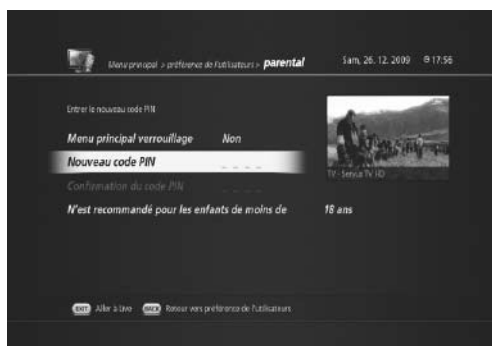 Menu principal > préférence de l'utilisateurs > parental
Sam, 26. 12. 2009 17:56
Entrer le nouveau code PIN
Menu principal verrouillage Non
Nouveau code PIN _ _ _ _
TV - Servus TV HD
Confirmation du code PIN _ _ _ _
N'est recommandé pour les enfants de moins de 18 ans
EXIT Aller à Live BACK Retour vers préférence de l'utilisateurs